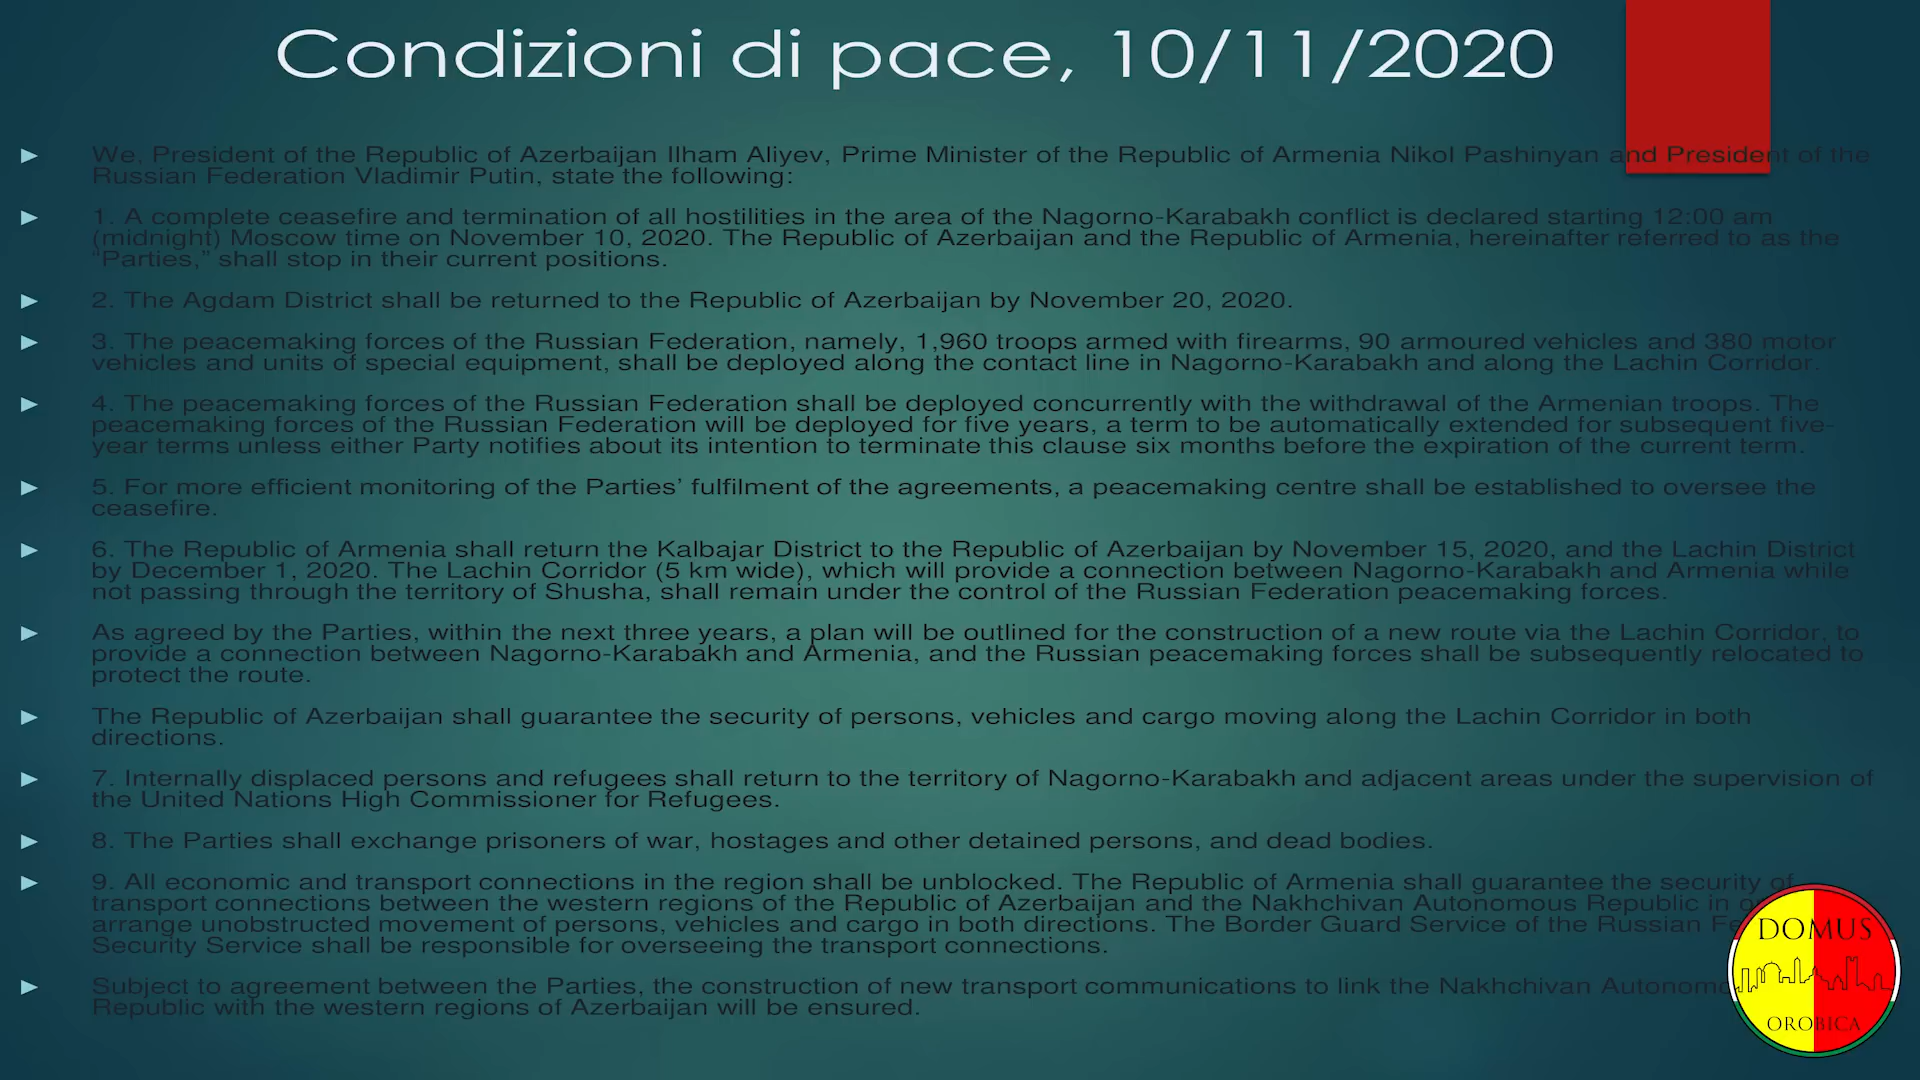 Condizioni di pace, 10/11/2020
We, President of the Republic of Azerbaijan Ilham Aliyev, Prime Minister of the Republic of Armenia Nikol Pashinyan and President of the
Russian Federation Vladimir Putin, state the following:
1. A complete ceasefire and termination of all hostilities in the area of the Nagorno-Karabakh conflict is declared starting 12:00 am
(midnight) Moscow time on November 10, 2020. The Republic of Azerbaijan and the Republic of Armenia, hereinafter referred to as the
“Parties,” shall stop in their current positions.
2. The Agdam District shall be returned to the Republic of Azerbaijan by November 20, 2020.
3. The peacemaking forces of the Russian Federation, namely, 1,960 troops armed with firearms, 90 armoured vehicles and 380 motor
vehicles and units of special equipment, shall be deployed along the contact line in Nagorno-Karabakh and along the Lachin Corridor.
4. The peacemaking forces of the Russian Federation shall be deployed concurrently with the withdrawal of the Armenian troops. The
peacemaking forces of the Russian Federation will be deployed for five years, a term to be automatically extended for subsequent five-
year terms unless either Party notifies about its intention to terminate this clause six months before the expiration of the current term.
5. For more efficient monitoring of the Parties’ fulfilment of the agreements, a peacemaking centre shall be established to oversee the
ceasefire.
6. The Republic of Armenia shall return the Kalbajar District to the Republic of Azerbaijan by November 15, 2020, and the Lachin District
by December 1, 2020. The Lachin Corridor (5 km wide), which will provide a connection between Nagorno-Karabakh and Armenia while
not passing through the territory of Shusha, shall remain under the control of the Russian Federation peacemaking forces.
As agreed by the Parties, within the next three years, a plan will be outlined for the construction of a new route via the Lachin Corridor, to
provide a connection between Nagorno-Karabakh and Armenia, and the Russian peacemaking forces shall be subsequently relocated to
protect the route.
The Republic of Azerbaijan shall guarantee the security of persons, vehicles and cargo moving along the Lachin Corridor in both
directions.
7. Internally displaced persons and refugees shall return to the territory of Nagorno-Karabakh and adjacent areas under the supervision of
the United Nations High Commissioner for Refugees.
8. The Parties shall exchange prisoners of war, hostages and other detained persons, and dead bodies.
9. All economic and transport connections in the region shall be unblocked. The Republic of Armenia shall guarantee the security of
transport connections between the western regions of the Republic of Azerbaijan and the Nakhchivan Autonomous Republic in
arrange unobstructed movement of persons, vehicles and cargo in both directions. The Border Guard Service of the Russian
Security Service shall be responsible for overseeing the transport connections.
Subject to agreement between the Parties, the construction of new transport communications to link the Nakhchivan
Republic with the western regions of Azerbaijan will be ensured.
DOMUS
OROBICA